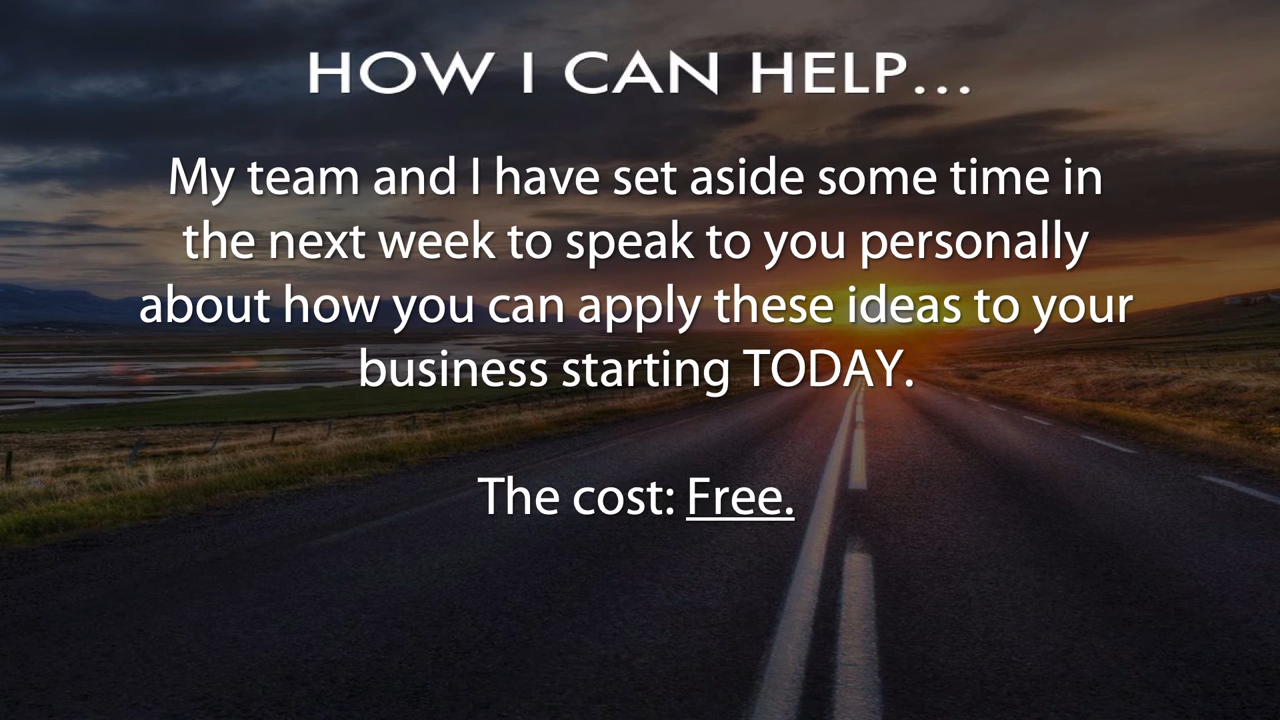 HOW I CAN HELP...
My team and I have set aside some time in
the next week to speak to you personally
about how you can apply these ideas to your
business starting TODAY.
The cost: Free.